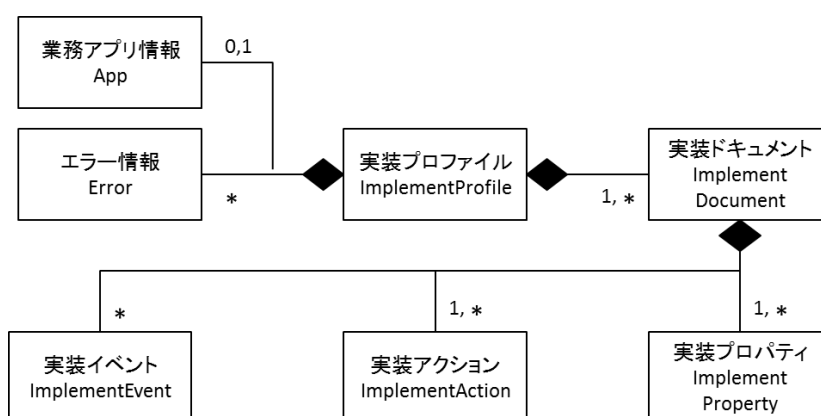 業務アプリ情報
App
0,1
エラー情報
Error
*
実装プロファイル
ImplementProfile
1, *
実装ドキュメント
Implement
Document
*
実装イベント
ImplementEvent
1, *
実装アクション
ImplementAction
1, *
実装プロパティ
Implement
Property